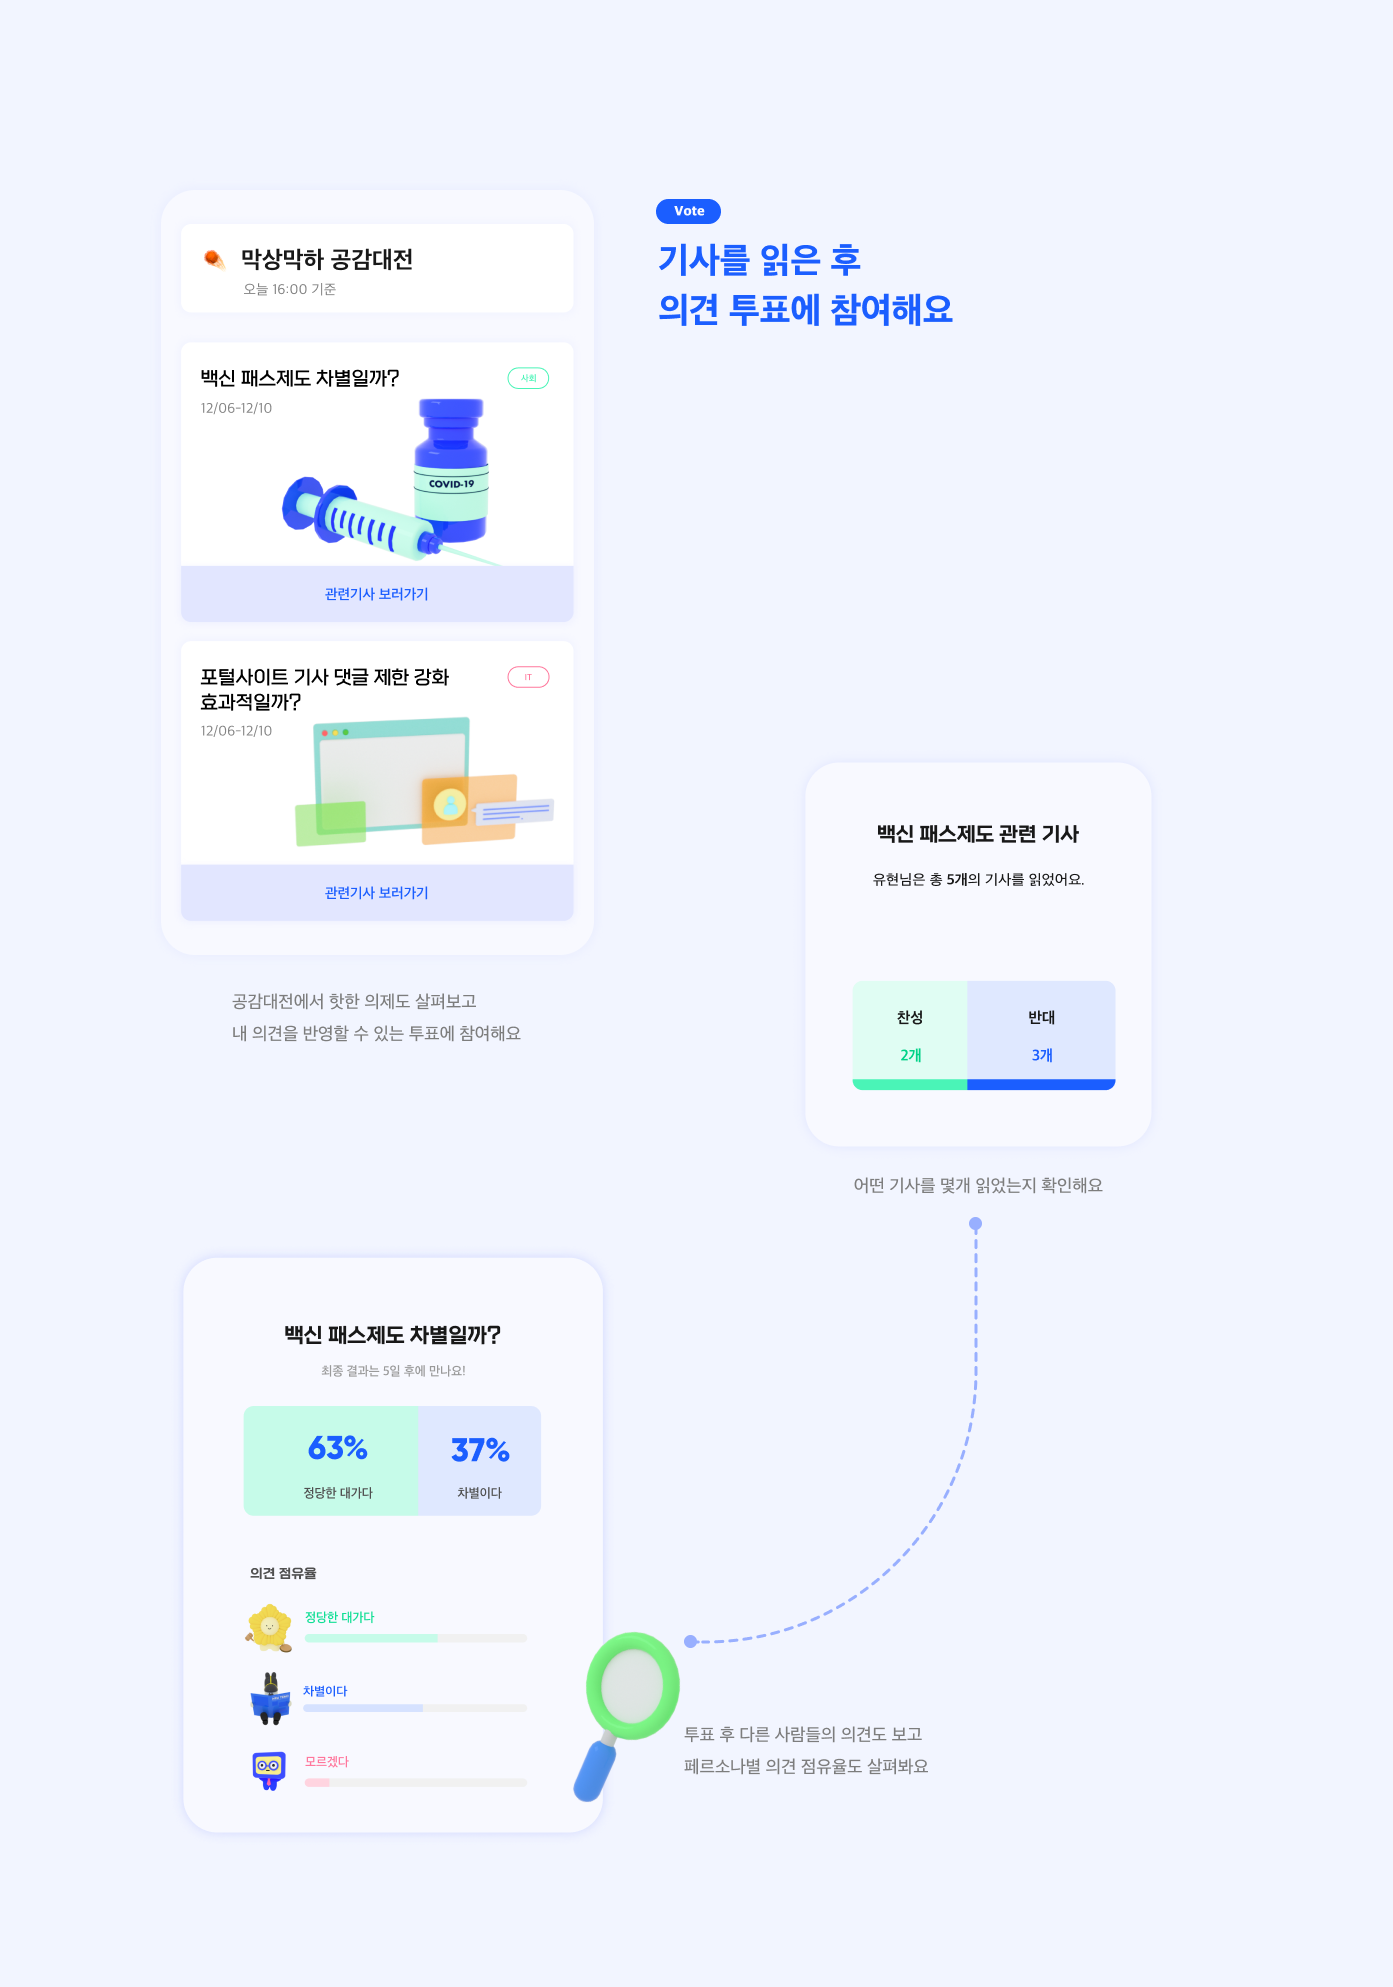 Vote
기사를 읽은 후
의견 투표에 참여해요
막상막하 공감대전
오늘 16:00 기준
백신 패스제도 차별일까?
사회
12/06-12/10
COVID-19
관련기사 보러가기
포털사이트 기사 댓글 제한 강화
효과적일까?
IT
12/06-12/10
관련기사 보러가기
공감대전에서 핫한 의제도 살펴보고
내 의견을 반영할 수 있는 투표에 참여해요
백신 패스제도 관련 기사
유현님은 총 5개의 기사를 읽었어요.
찬성
반대
2개
3개
어떤 기사를 몇개 읽었는지 확인해요
백신 패스제도 차별일까?
최종 결과는 5일 후에 만나요!
63%
37%
정당한 대가다
차별이다
의견 점유율
정당한 대가다
차별이다
모르겠다
투표 후 다른 사람들의 의견도 보고
페르소나별 의견 점유율도 살펴봐요